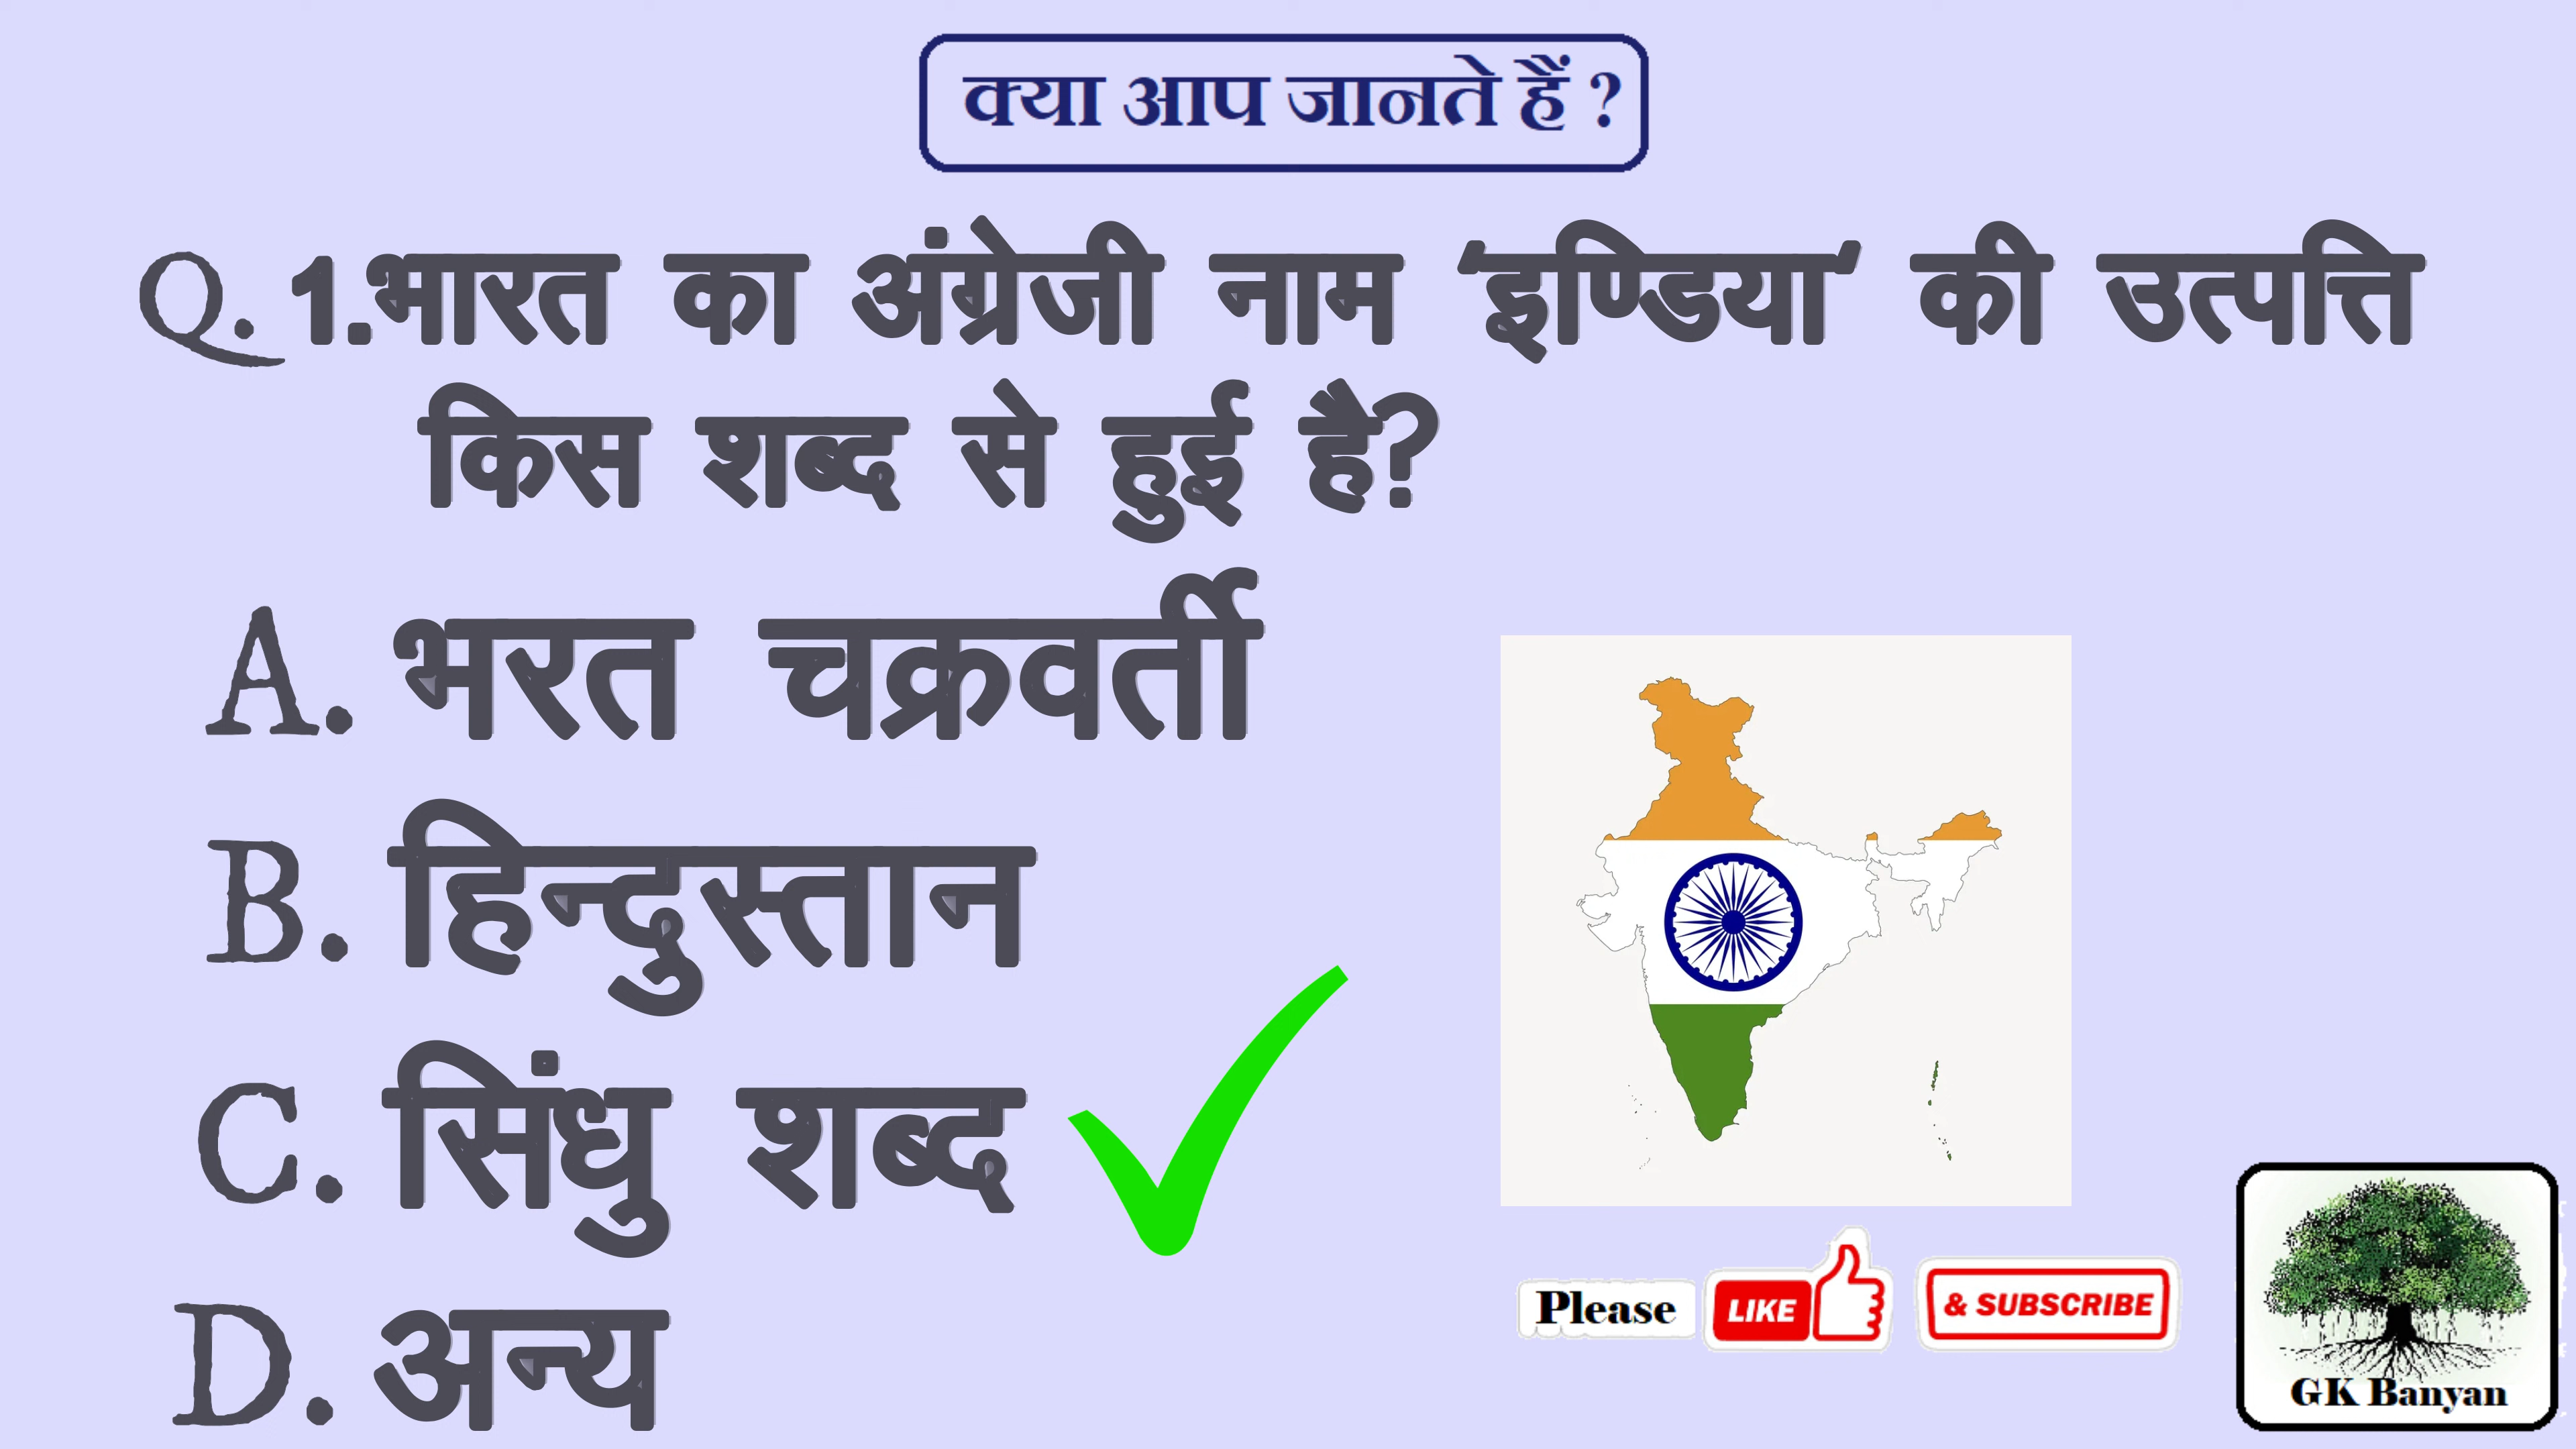 क्या आप जानते हैं ?
Q. 1.भारत का अंग्रेजी नाम ‘इण्डिया’ की उत्पत्ति
किस शब्द से हुई है?
A. भरत चक्रवर्ती
B. हिन्दुस्तान
C. सिंधु शब्द
D. अन्य
Please LIKE & SUBSCRIBE
GK Banyan